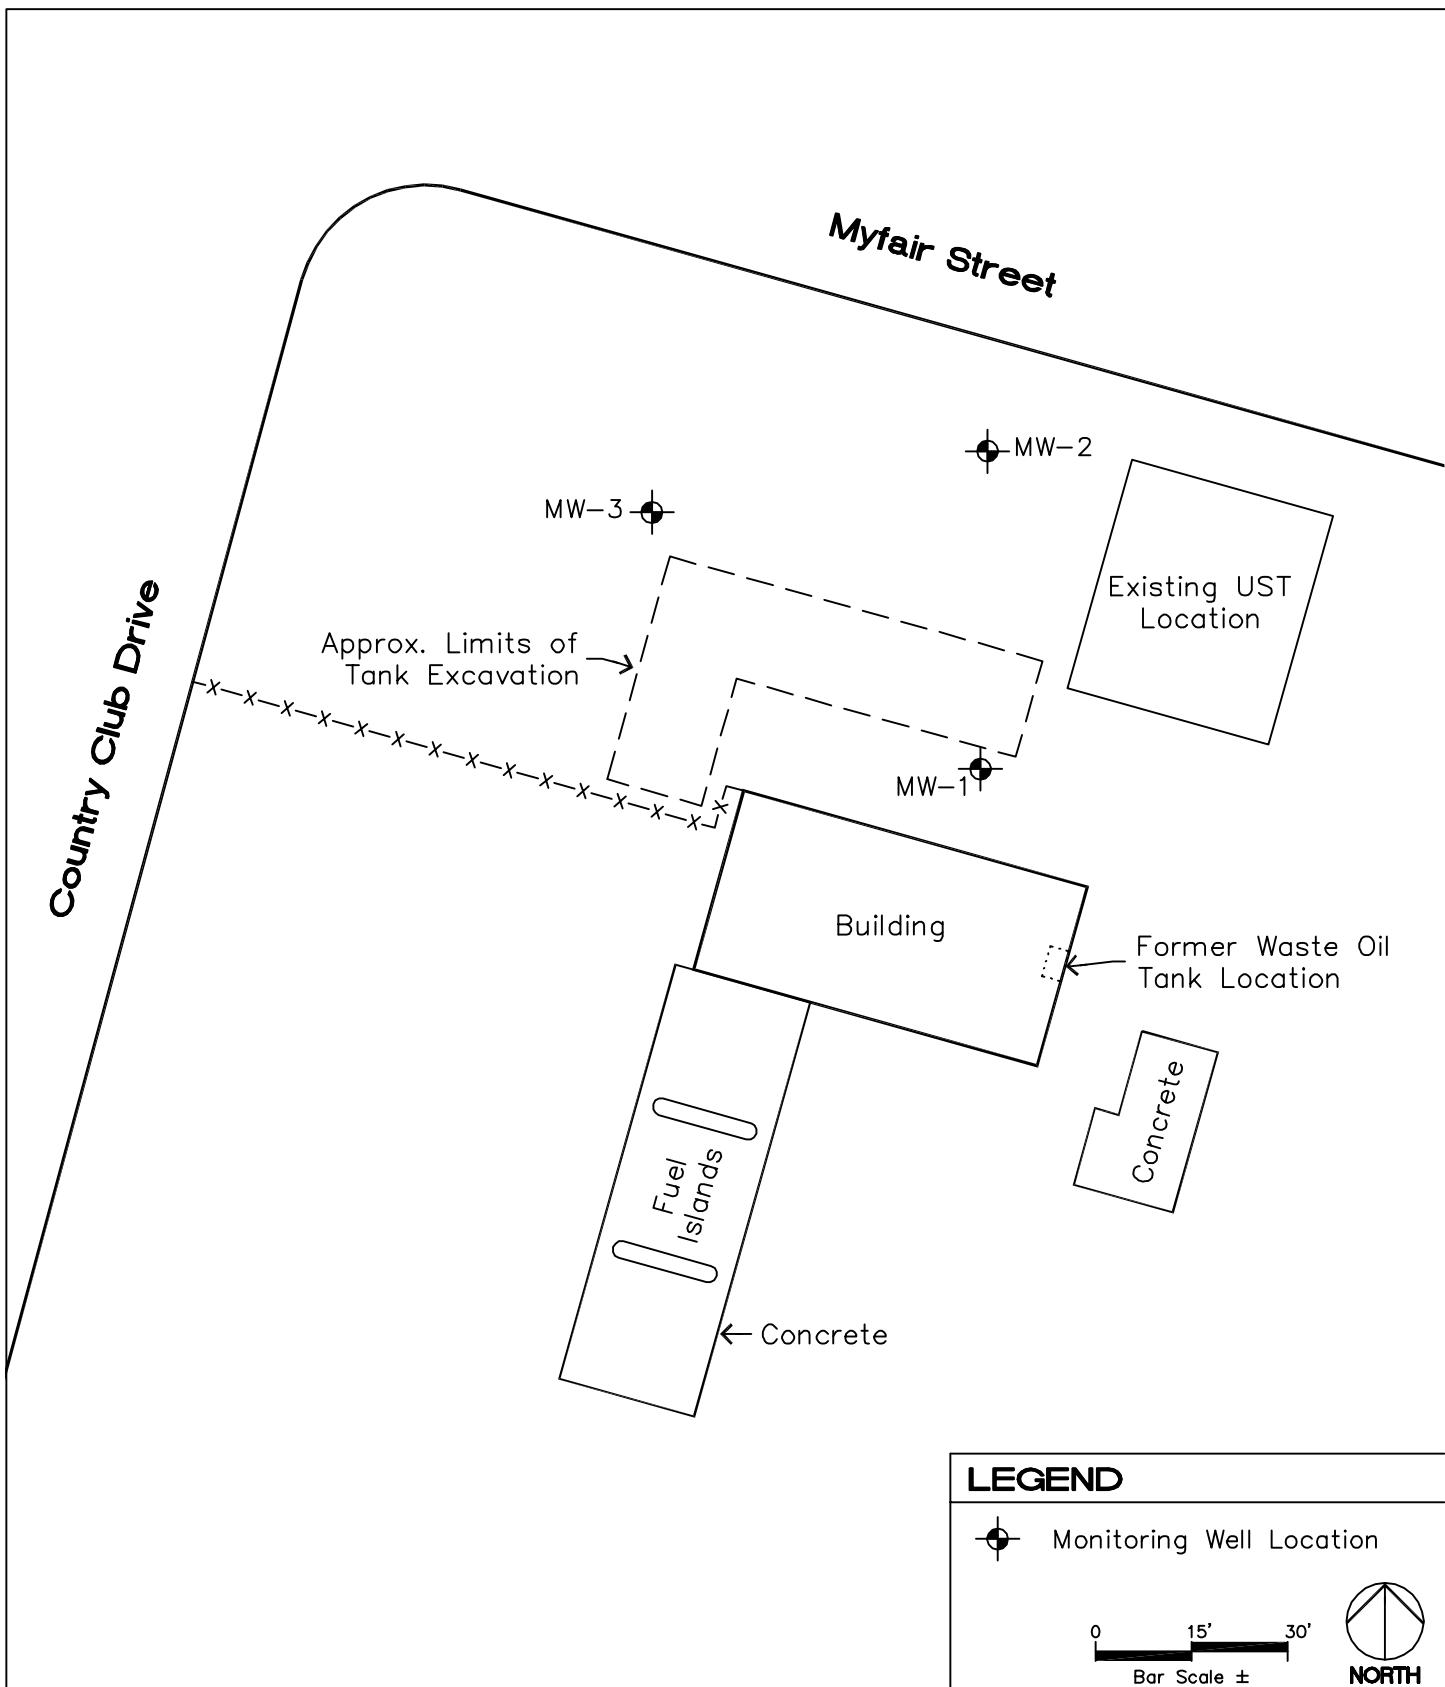 Myfair Street
MW-2
MW-3
Existing UST
Location
Approx. Limits of
Tank Excavation
Country Club Drive
MW-1
Building
Former Waste Oil
Tank Location
Concrete
Fuel
Islands
Concrete
LEGEND
Monitoring Well Location
0 15' 30'
Bar Scale ±
NORTH